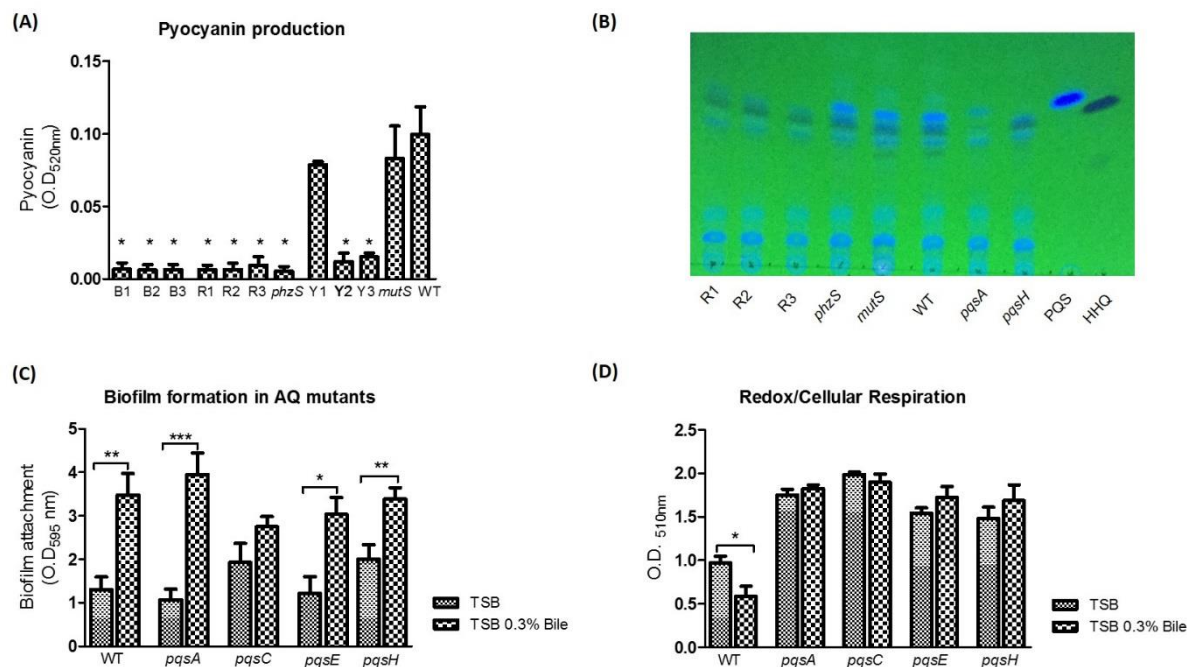 (A)
Pyocyanin production
Pyocyanin
(O.D520nm)
0.15
0.10
0.05
0.00
* * * * * * * * *
B1 B2 B3 R1 R2 R3 phzS Y1 Y2 Y3 mutS WT
(B)
R1 R2 R3 phzS mutS WT pqsA pqsH PQS HHQ
(C)
Biofilm formation in AQ mutants
Biofilm attachment
(O.D595 nm)
5
4
3
2
1
0
** *** * **
WT pqsA pqsC pqsE pqsH
TSB
TSB 0.3% Bile
(D)
Redox/Cellular Respiration
O.D. 510nm
2.5
2.0
1.5
1.0
0.5
0.0
*
WT pqsA pqsC pqsE pqsH
TSB
TSB 0.3% Bile